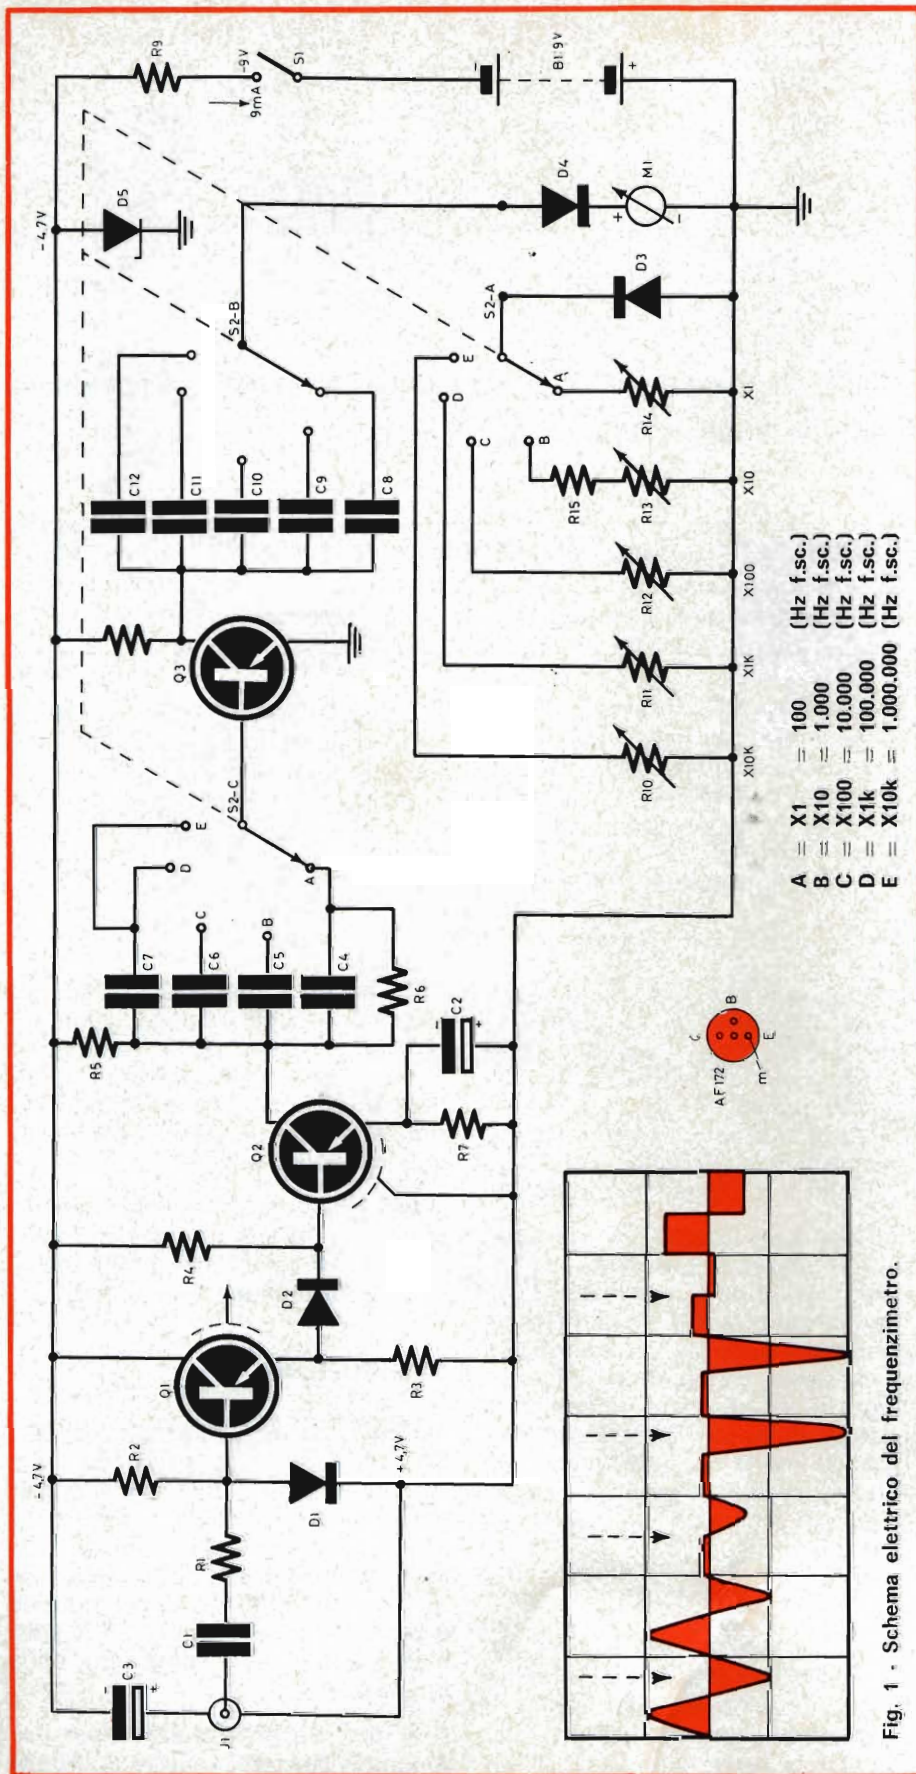 -4,7V
-4,7V
C3
-
+
J1
C1
R1
R2
D1
+4,7V
Q1
R3
D2
R4
Q2
R7
C2
-
+
R5
R6
C7
C6
C5
C4
A
B
C
D
E
S2-C
Q3
C12
C11
C10
C9
C8
S2-B
D5
R9
-9V
9mA
S1
-
B1 9V
+
D4
+
M1
-
D3
S2-A
A
B
C
D
E
R15
R10
R11
R12
R13
R14
X10K
X1K
X100
X10
X1
AF172
C
B
E
m
A = X1 = 100 (Hz f.sc.)
B = X10 = 1.000 (Hz f.sc.)
C = X100 = 10.000 (Hz f.sc.)
D = X1k = 100.000 (Hz f.sc.)
E = X10k = 1.000.000 (Hz f.sc.)
Fig. 1 - Schema elettrico del frequenzimetro.